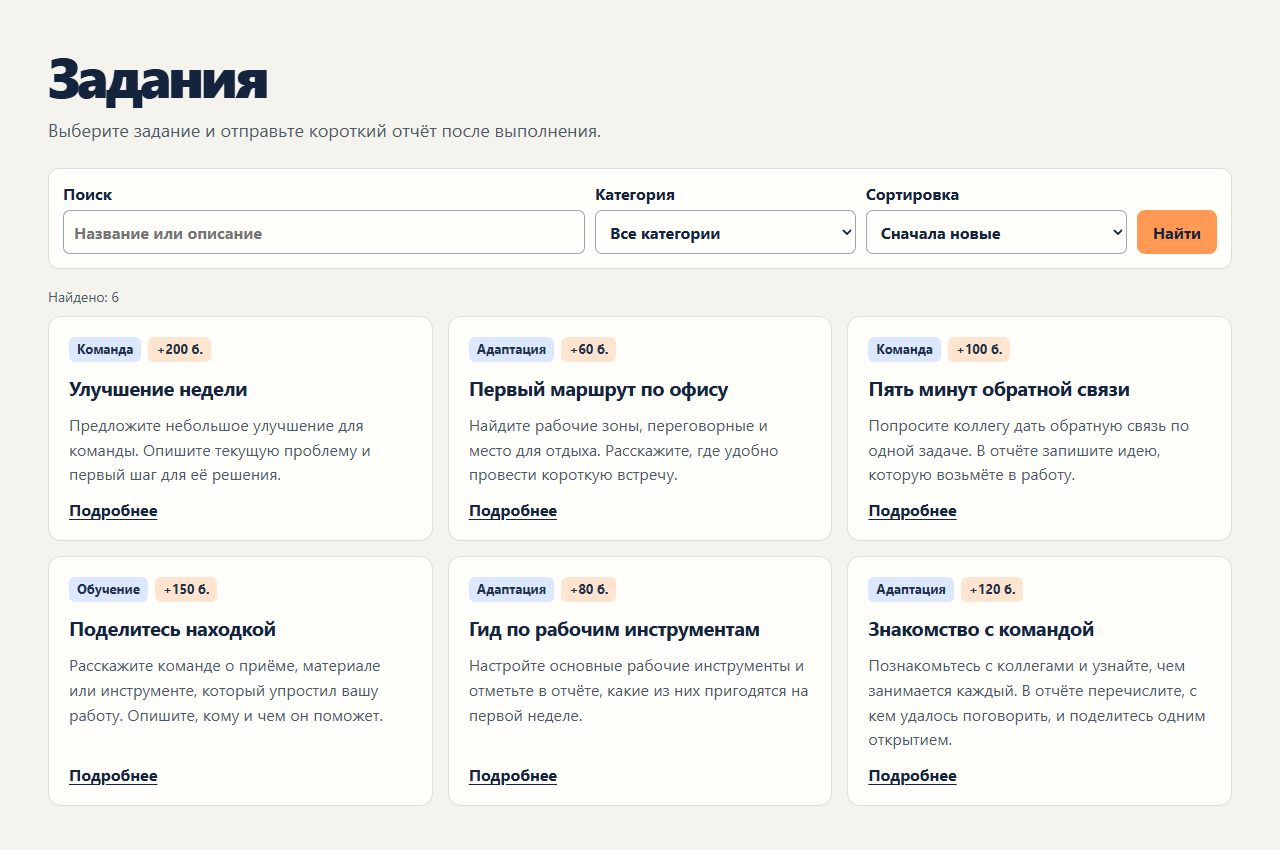 Задания
Выберите задание и отправьте короткий отчёт после выполнения.
Поиск
Категория
Сортировка
Название или описание
Все категории
Сначала новые
Найти
Найдено: 6
Команда
+200 б.
Улучшение недели
Предложите небольшое улучшение для
команды. Опишите текущую проблему и
первый шаг для её решения.
Подробнее
Адаптация
+60 б.
Первый маршрут по офису
Найдите рабочие зоны, переговорные и
место для отдыха. Расскажите, где удобно
провести короткую встречу.
Подробнее
Команда
+100 б.
Пять минут обратной связи
Попросите коллегу дать обратную связь по
одной задаче. В отчёте запишите идею,
которую возьмёте в работу.
Подробнее
Обучение
+150 б.
Поделитесь находкой
Расскажите команде о приёме, материале
или инструменте, который упростил вашу
работу. Опишите, кому и чем он поможет.
Подробнее
Адаптация
+80 б.
Гид по рабочим инструментам
Настройте основные рабочие инструменты и
отметьте в отчёте, какие из них пригодятся на
первой неделе.
Подробнее
Адаптация
+120 б.
Знакомство с командой
Познакомьтесь с коллегами и узнайте, чем
занимается каждый. В отчёте перечислите, с
кем удалось поговорить, и поделитесь одним
открытием.
Подробнее